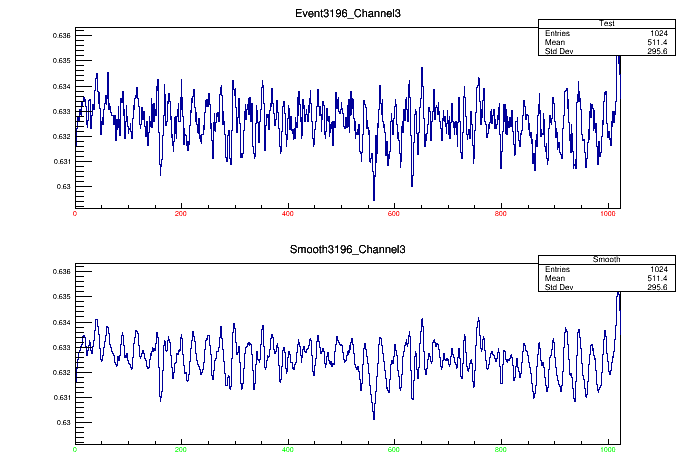 Event3196_Channel3
Test
Entries 1024
Mean 511.4
Std Dev 295.6
0.636
0.635
0.634
0.633
0.632
0.631
0.63
0 200 400 600 800 1000
Smooth3196_Channel3
Smooth
Entries 1024
Mean 511.4
Std Dev 295.6
0.636
0.635
0.634
0.633
0.632
0.631
0.63
0 200 400 600 800 1000